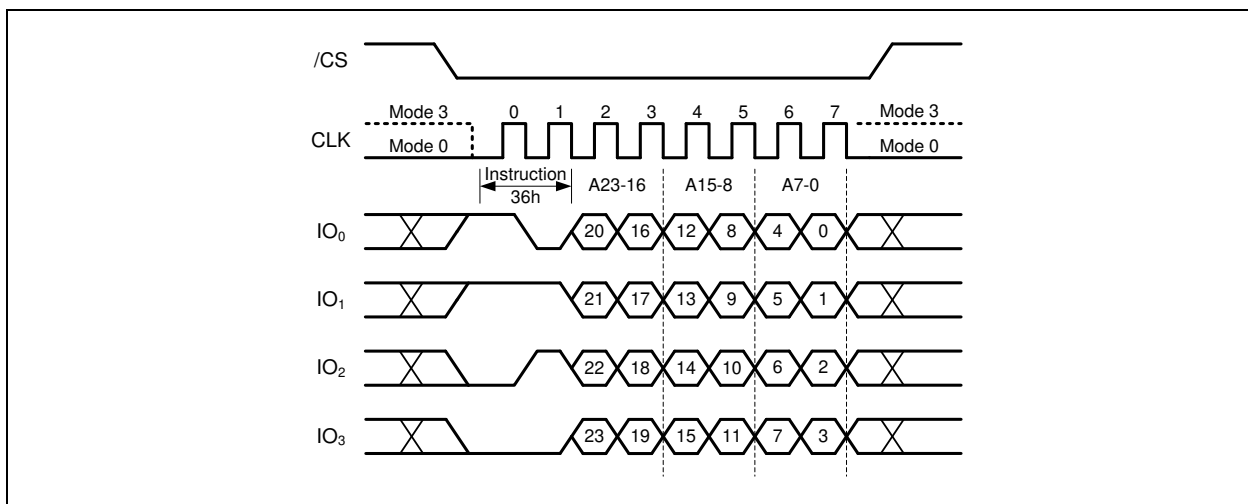 /CS
Mode 3 0 1 2 3 4 5 6 7 Mode 3
CLK
Mode 0 Mode 0
Instruction A23-16 A15-8 A7-0
36h
IO₀ 20 16 12 8 4 0
IO₁ 21 17 13 9 5 1
IO₂ 22 18 14 10 6 2
IO₃ 23 19 15 11 7 3